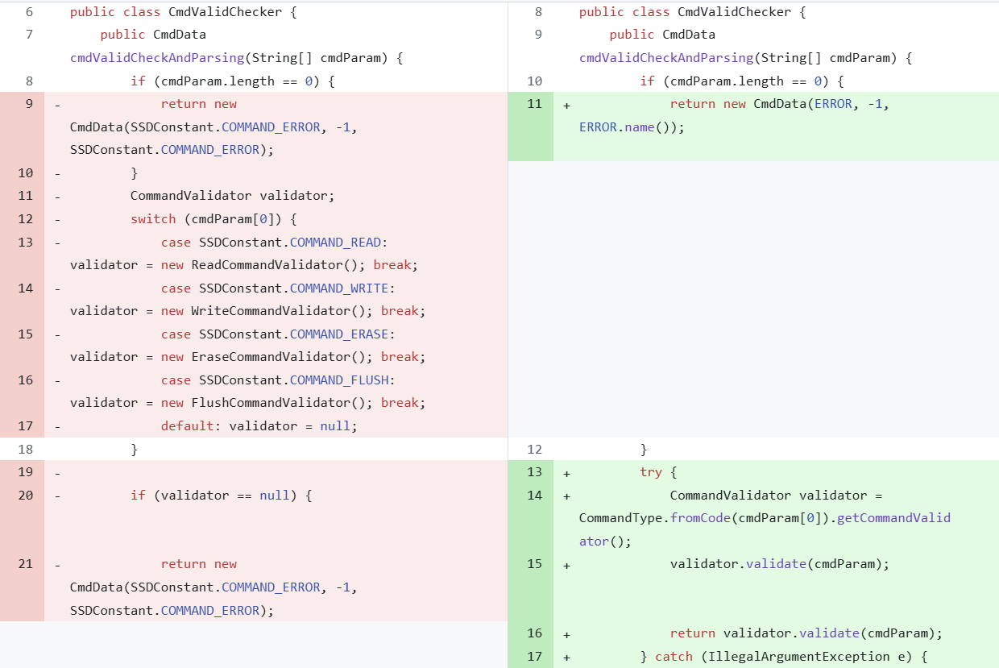 6 public class CmdValidChecker {
7 public CmdData
cmdValidCheckAndParsing(String[] cmdParam) {
8 if (cmdParam.length == 0) {
9 - return new
CmdData(SSDConstant.COMMAND_ERROR, -1,
SSDConstant.COMMAND_ERROR);
10 - }
11 - CommandValidator validator;
12 - switch (cmdParam[0]) {
13 - case SSDConstant.COMMAND_READ:
validator = new ReadCommandValidator(); break;
14 - case SSDConstant.COMMAND_WRITE:
validator = new WriteCommandValidator(); break;
15 - case SSDConstant.COMMAND_ERASE:
validator = new EraseCommandValidator(); break;
16 - case SSDConstant.COMMAND_FLUSH:
validator = new FlushCommandValidator(); break;
17 - default: validator = null;
18 }
19 -
20 - if (validator == null) {
21 - return new
CmdData(SSDConstant.COMMAND_ERROR, -1,
SSDConstant.COMMAND_ERROR);
8 public class CmdValidChecker {
9 public CmdData
cmdValidCheckAndParsing(String[] cmdParam) {
10 if (cmdParam.length == 0) {
11 + return new CmdData(ERROR, -1,
ERROR.name());
12 }
13 + try {
14 + CommandValidator validator =
CommandType.fromCode(cmdParam[0]).getCommandValid
ator();
15 + validator.validate(cmdParam);
16 + return validator.validate(cmdParam);
17 + } catch (IllegalArgumentException e) {